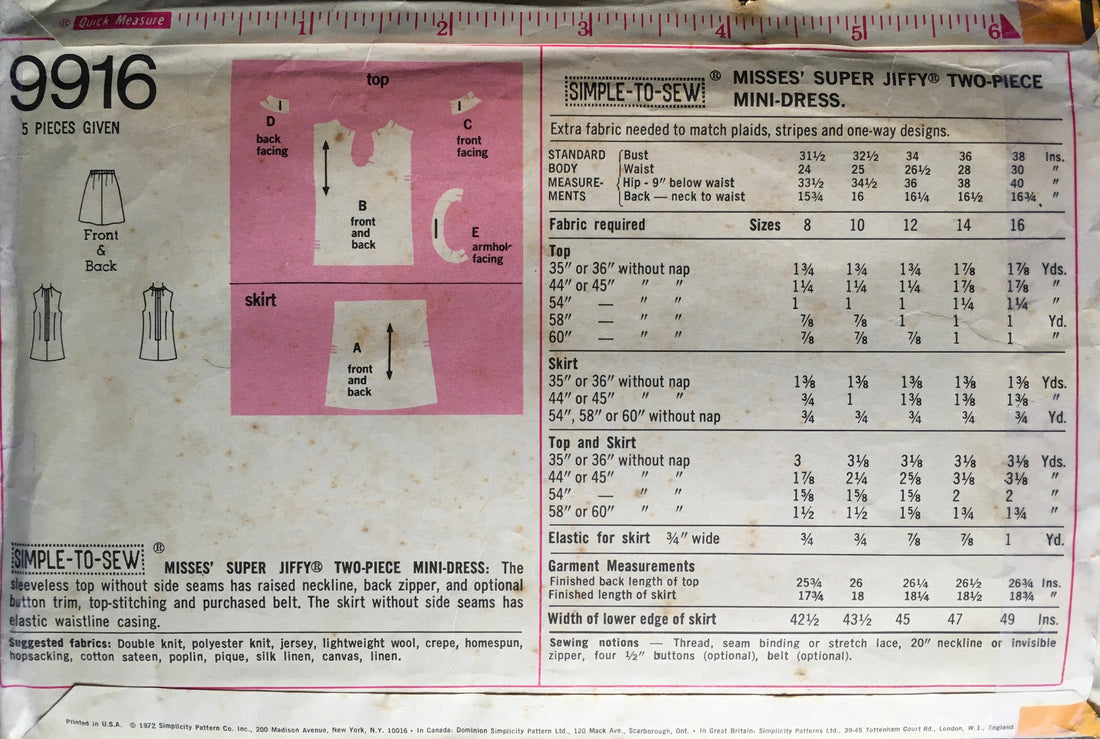 ® Quick Measure 1 2 3 4 5 6
9916
5 PIECES GIVEN
Front
&
Back
top
D
back
facing
C
front
facing
B
front
and
back
E
armhol
facing
skirt
A
front
and
back
SIMPLE-TO-SEW ® MISSES' SUPER JIFFY® TWO-PIECE MINI-DRESS: The
sleeveless top without side seams has raised neckline, back zipper, and optional
button trim, top-stitching and purchased belt. The skirt without side seams has
elastic waistline casing.
Suggested fabrics: Double knit, polyester knit, jersey, lightweight wool, crepe, homespun,
hopsacking, cotton sateen, poplin, pique, silk linen, canvas, linen.
SIMPLE-TO-SEW ® MISSES' SUPER JIFFY® TWO-PIECE
MINI-DRESS.
Extra fabric needed to match plaids, stripes and one-way designs.
STANDARD Bust 31½ 32½ 34 36 38 Ins.
BODY Waist 24 25 26½ 28 30 "
MEASURE- Hip - 9" below waist 33½ 34½ 36 38 40 "
MENTS Back — neck to waist 15¾ 16 16¼ 16½ 16¾ "
Fabric required Sizes 8 10 12 14 16
Top
35" or 36" without nap 1¾ 1¾ 1¾ 1⅞ 1⅞ Yds.
44" or 45" " " 1¼ 1¼ 1¼ 1⅞ 1⅞ "
54" — " " 1 1 1 1¼ 1¼ "
58" — " " ⅞ ⅞ 1 1 1 Yd.
60" — " " ⅞ ⅞ ⅞ 1 1 "
Skirt
35" or 36" without nap 1⅜ 1⅜ 1⅜ 1⅜ 1⅜ Yds.
44" or 45" " " ¾ 1 1⅜ 1⅜ 1⅜ "
54", 58" or 60" without nap ¾ ¾ ¾ ¾ ¾ Yd.
Top and Skirt
35" or 36" without nap 3 3⅛ 3⅛ 3⅛ 3⅛ Yds.
44" or 45" " " 1⅞ 2¼ 2⅝ 3⅛ 3⅛ "
54" — " " 1⅝ 1⅝ 1⅝ 2 2 "
58" or 60" " " 1½ 1½ 1⅝ 1¾ 1¾ "
Elastic for skirt ¾" wide ¾ ¾ ⅞ ⅞ 1 Yd.
Garment Measurements
Finished back length of top 25¾ 26 26¼ 26½ 26¾ Ins.
Finished length of skirt 17¾ 18 18¼ 18½ 18¾ "
Width of lower edge of skirt 42½ 43½ 45 47 49 Ins.
Sewing notions — Thread, seam binding or stretch lace, 20" neckline or invisible
zipper, four ½" buttons (optional), belt (optional).
Printed in U.S.A. © 1972 Simplicity Pattern Co. Inc., 200 Madison Avenue, New York, N.Y. 10016 • In Canada: Dominion Simplicity Pattern Ltd., 120 Mack Ave., Scarborough, Ont. • In Great Britain: Simplicity Patterns Ltd., 39-45 Tottenham Court Rd., London, W.1., England